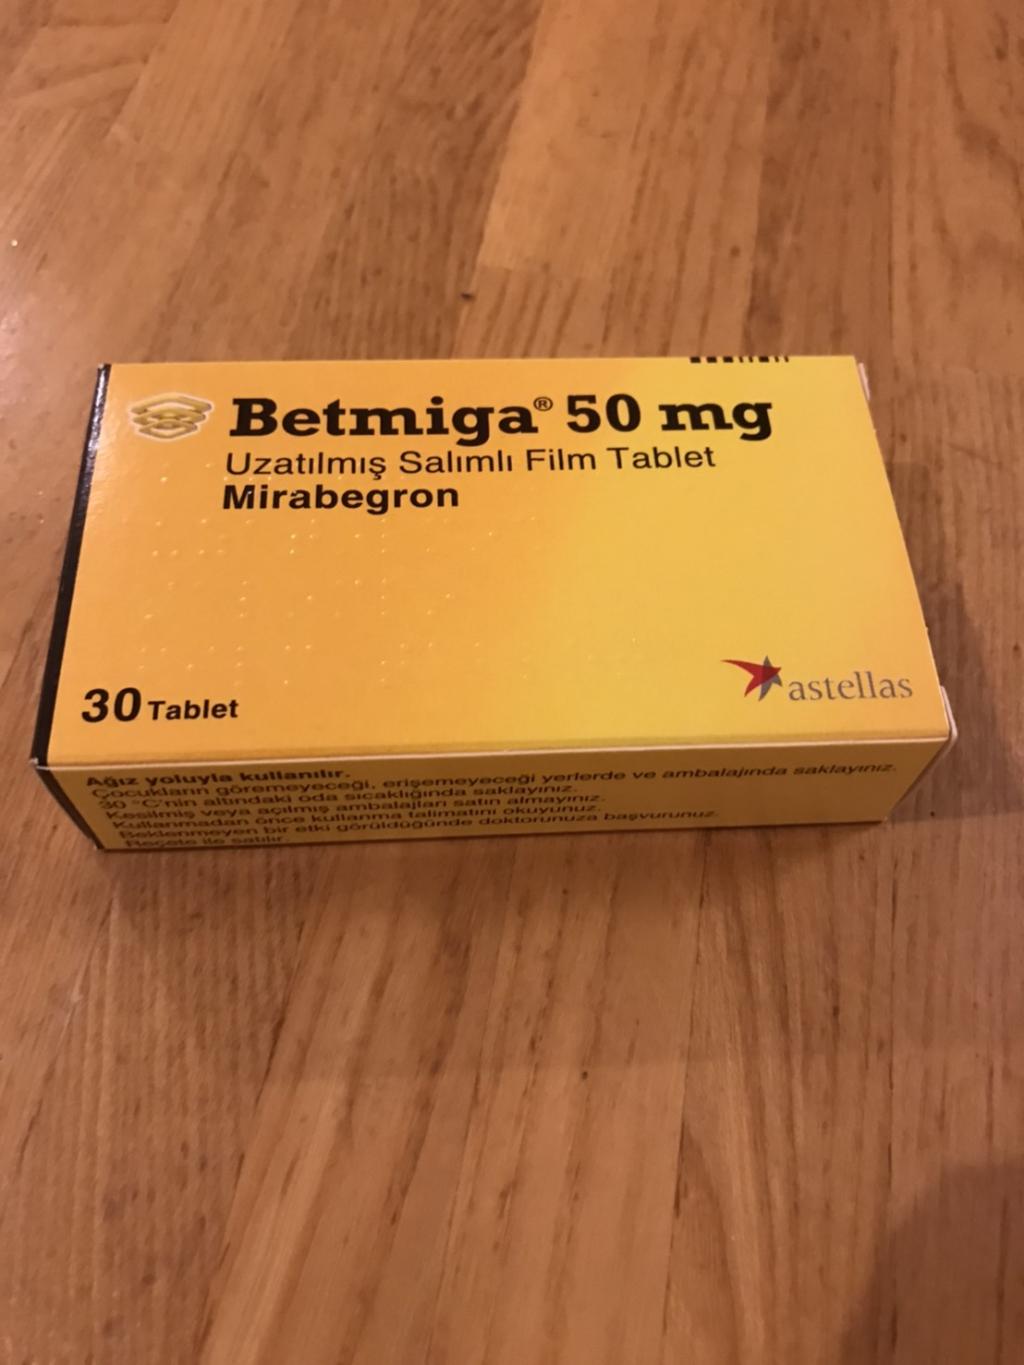 Betmiga® 50 mg
Uzatılmış Salımlı Film Tablet
Mirabegron
30 Tablet
astellas
Ağız yoluyla kullanılır.
Çocukların göremeyeceği, erişemeyeceği yerlerde ve ambalajında saklayınız.
30 °C'nin altındaki oda sıcaklığında saklayınız.
Kesilmiş veya açılmış ambalajları satın almayınız.
Kullanmadan önce kullanma talimatını okuyunuz.
Beklenmeyen bir etki görüldüğünde doktorunuza başvurunuz.
Reçete ile satılır.